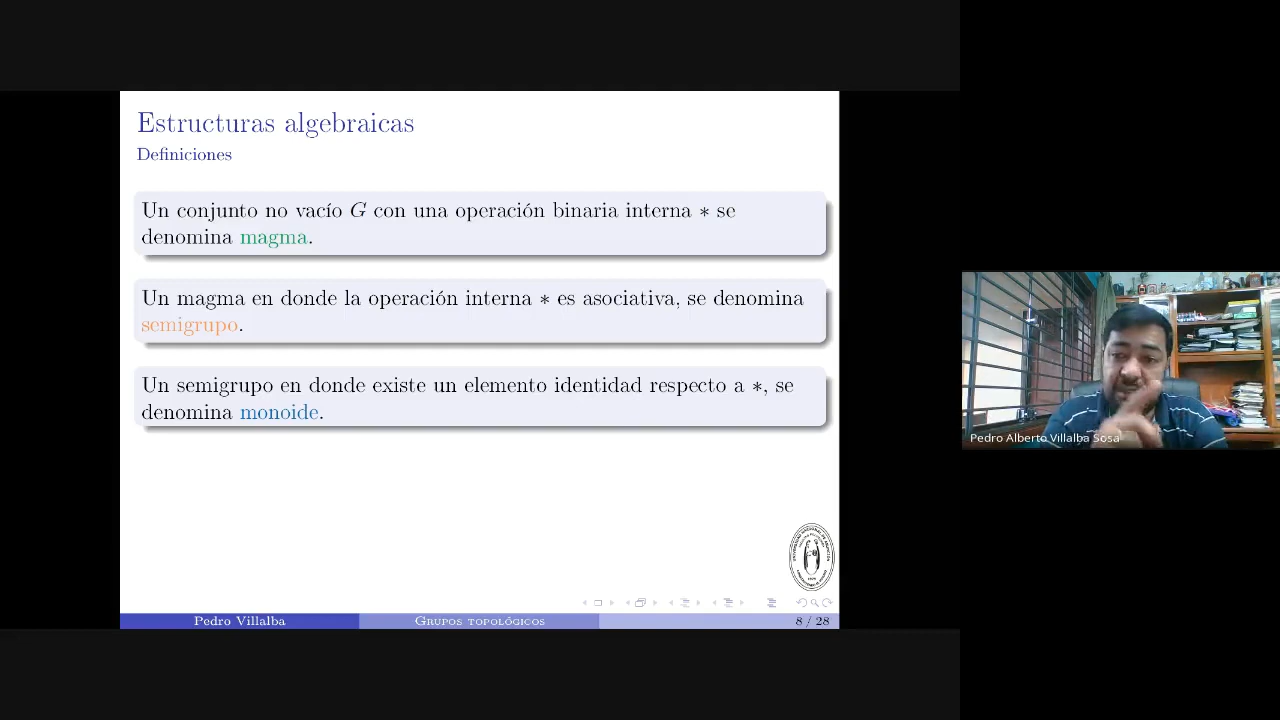 Estructuras algebraicas
Definiciones
Un conjunto no vacío G con una operación binaria interna ∗ se
denomina magma.
Un magma en donde la operación interna ∗ es asociativa, se denomina
semigrupo.
Un semigrupo en donde existe un elemento identidad respecto a ∗, se
denomina monoide.
Pedro Villalba
Grupos topológicos
8 / 28
Pedro Alberto Villalba Sosa